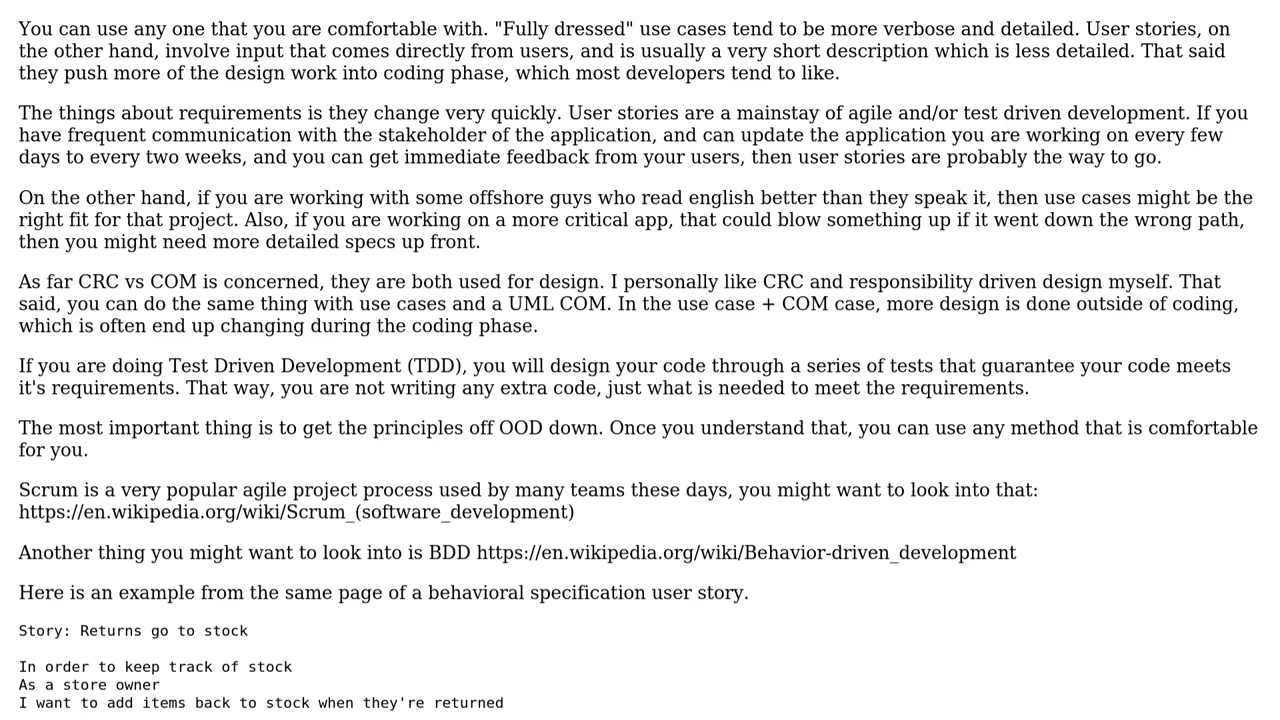 You can use any one that you are comfortable with. "Fully dressed" use cases tend to be more verbose and detailed. User stories, on
the other hand, involve input that comes directly from users, and is usually a very short description which is less detailed. That said
they push more of the design work into coding phase, which most developers tend to like.
The things about requirements is they change very quickly. User stories are a mainstay of agile and/or test driven development. If you
have frequent communication with the stakeholder of the application, and can update the application you are working on every few
days to every two weeks, and you can get immediate feedback from your users, then user stories are probably the way to go.
On the other hand, if you are working with some offshore guys who read english better than they speak it, then use cases might be the
right fit for that project. Also, if you are working on a more critical app, that could blow something up if it went down the wrong path,
then you might need more detailed specs up front.
As far CRC vs COM is concerned, they are both used for design. I personally like CRC and responsibility driven design myself. That
said, you can do the same thing with use cases and a UML COM. In the use case + COM case, more design is done outside of coding,
which is often end up changing during the coding phase.
If you are doing Test Driven Development (TDD), you will design your code through a series of tests that guarantee your code meets
it's requirements. That way, you are not writing any extra code, just what is needed to meet the requirements.
The most important thing is to get the principles off OOD down. Once you understand that, you can use any method that is comfortable
for you.
Scrum is a very popular agile project process used by many teams these days, you might want to look into that:
https://en.wikipedia.org/wiki/Scrum_(software_development)
Another thing you might want to look into is BDD https://en.wikipedia.org/wiki/Behavior-driven_development
Here is an example from the same page of a behavioral specification user story.
Story: Returns go to stock
In order to keep track of stock
As a store owner
I want to add items back to stock when they're returned